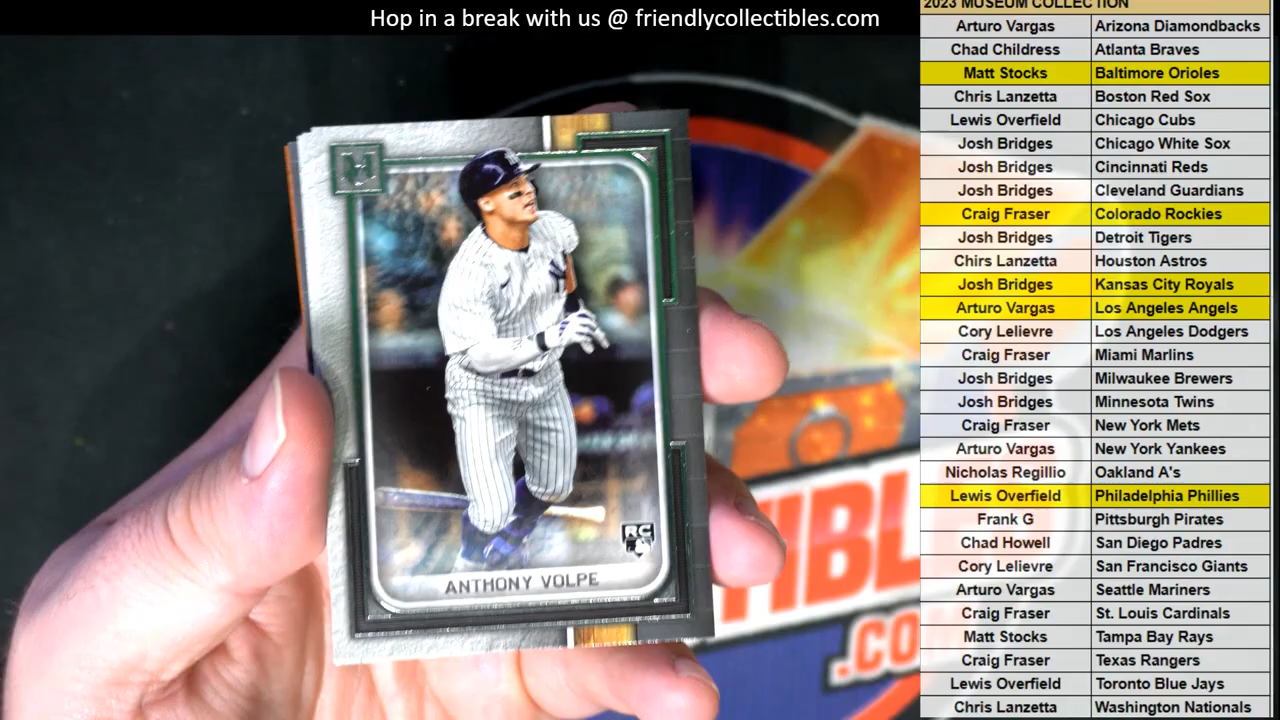 Hop in a break with us @ friendlycollectibles.com
2023 MUSEUM COLLECTION
Arturo Vargas Arizona Diamondbacks
Chad Childress Atlanta Braves
Matt Stocks Baltimore Orioles
Chris Lanzetta Boston Red Sox
Lewis Overfield Chicago Cubs
Josh Bridges Chicago White Sox
Josh Bridges Cincinnati Reds
Josh Bridges Cleveland Guardians
Craig Fraser Colorado Rockies
Josh Bridges Detroit Tigers
Chirs Lanzetta Houston Astros
Josh Bridges Kansas City Royals
Arturo Vargas Los Angeles Angels
Cory Lelievre Los Angeles Dodgers
Craig Fraser Miami Marlins
Josh Bridges Milwaukee Brewers
Josh Bridges Minnesota Twins
Craig Fraser New York Mets
Arturo Vargas New York Yankees
Nicholas Regillio Oakland A's
Lewis Overfield Philadelphia Phillies
Frank G Pittsburgh Pirates
Chad Howell San Diego Padres
Cory Lelievre San Francisco Giants
Arturo Vargas Seattle Mariners
Craig Fraser St. Louis Cardinals
Matt Stocks Tampa Bay Rays
Craig Fraser Texas Rangers
Lewis Overfield Toronto Blue Jays
Chris Lanzetta Washington Nationals
M
NY
RC
ANTHONY VOLPE
TIBL
.CO